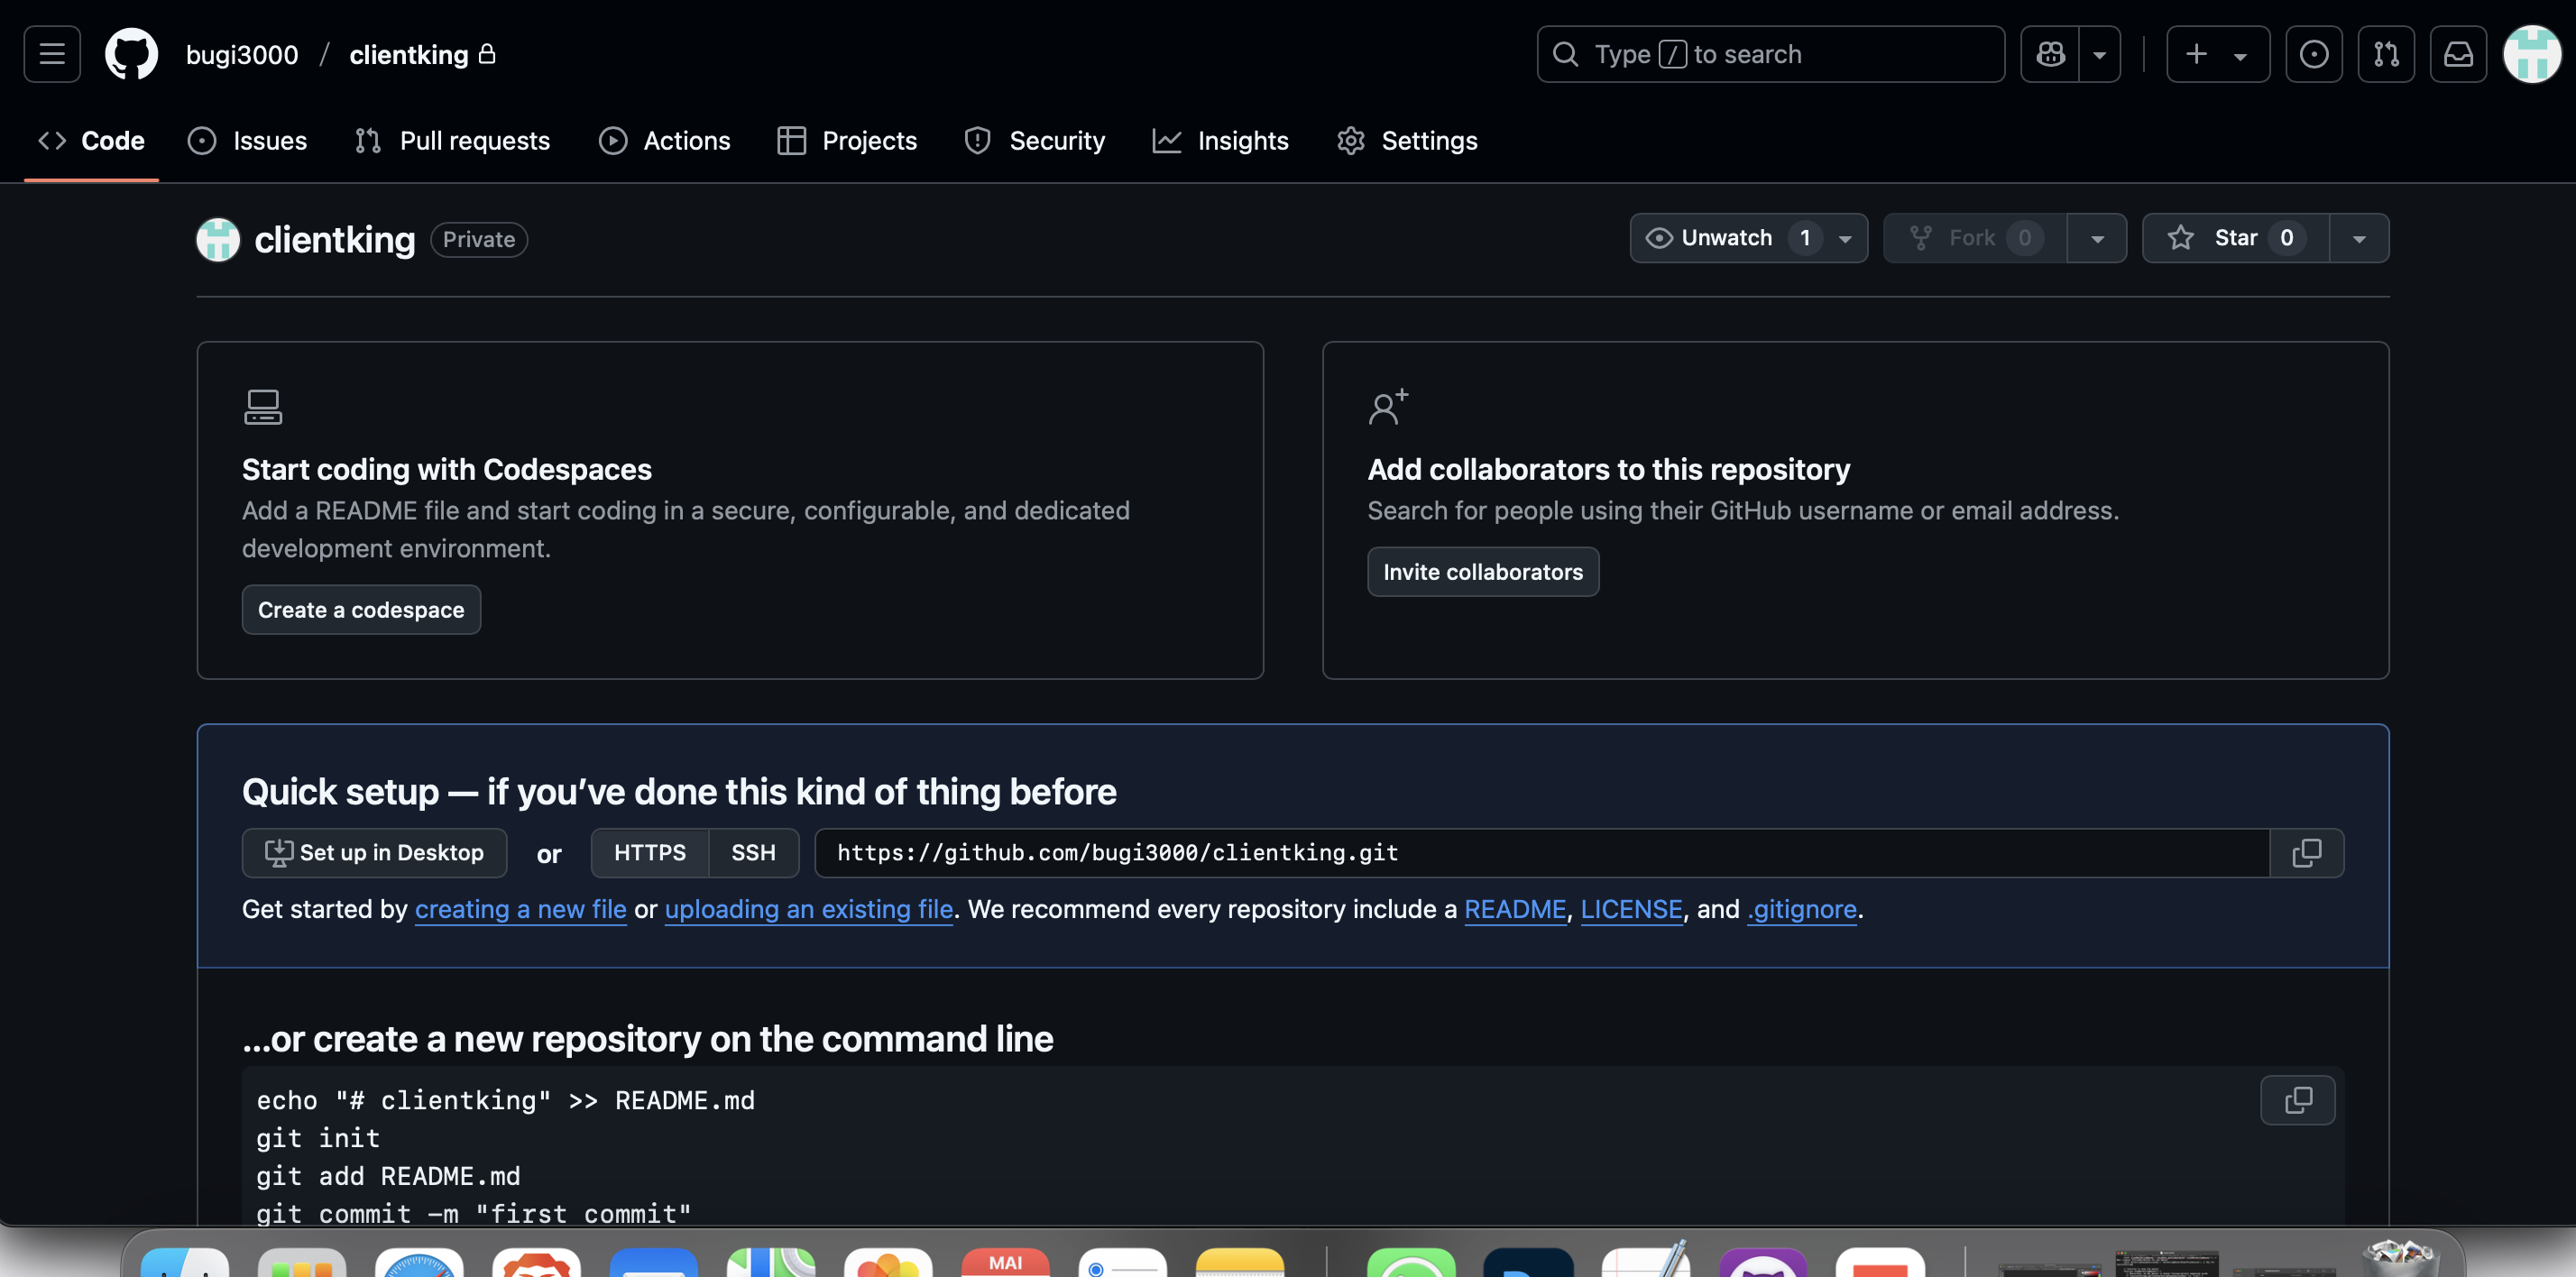 bugi3000 / clientking
Type / to search
Code
Issues
Pull requests
Actions
Projects
Security
Insights
Settings
clientking Private
Unwatch 1
Fork 0
Star 0
Start coding with Codespaces
Add a README file and start coding in a secure, configurable, and dedicated
development environment.
Create a codespace
Add collaborators to this repository
Search for people using their GitHub username or email address.
Invite collaborators
Quick setup — if you’ve done this kind of thing before
Set up in Desktop or HTTPS SSH https://github.com/bugi3000/clientking.git
Get started by creating a new file or uploading an existing file. We recommend every repository include a README, LICENSE, and .gitignore.
...or create a new repository on the command line
echo "# clientking" >> README.md
git init
git add README.md
git commit -m "first commit"
MAI